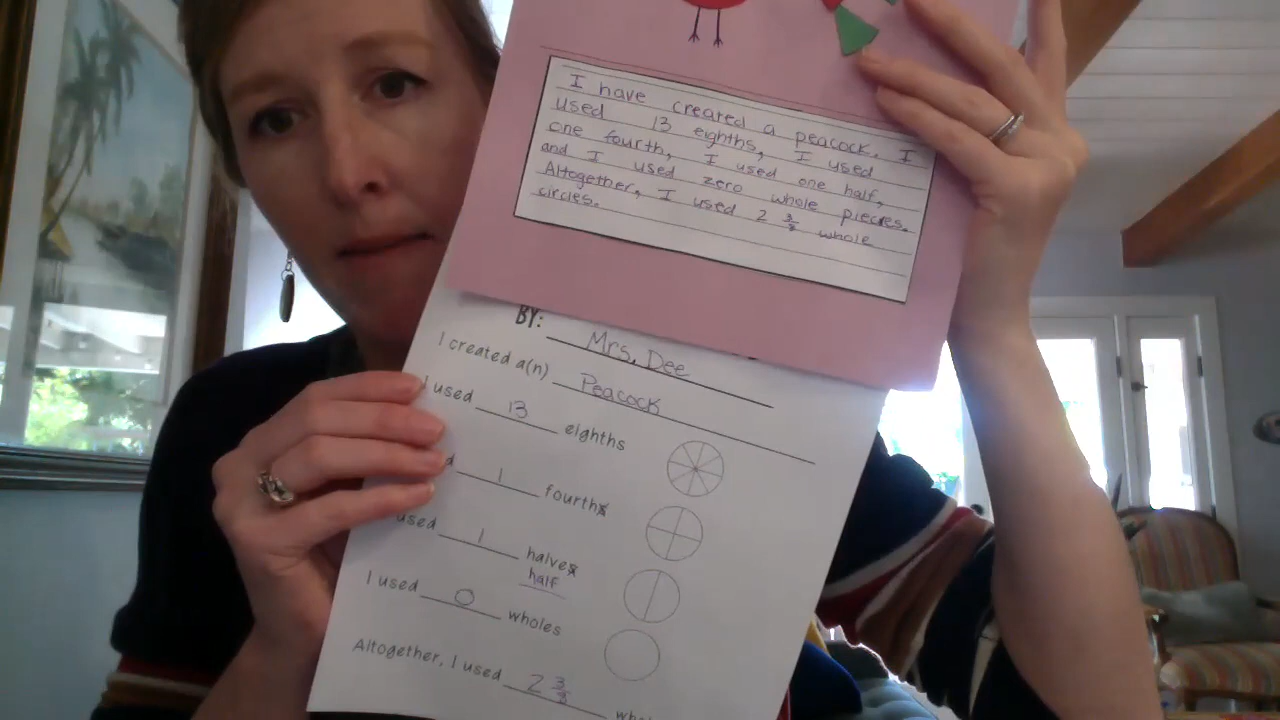 I have created a peacock. I
used 13 eighths, I used
one fourth, I used one half,
and I used zero whole piecres.
Altogether, I used 2 3/8 whole
circles.
BY: Mrs. Dee
I created a(n) Peacock
I used 13 eighths
1 fourths
used 1 halves
half
I used 0 wholes
Altogether, I used 2 3/8